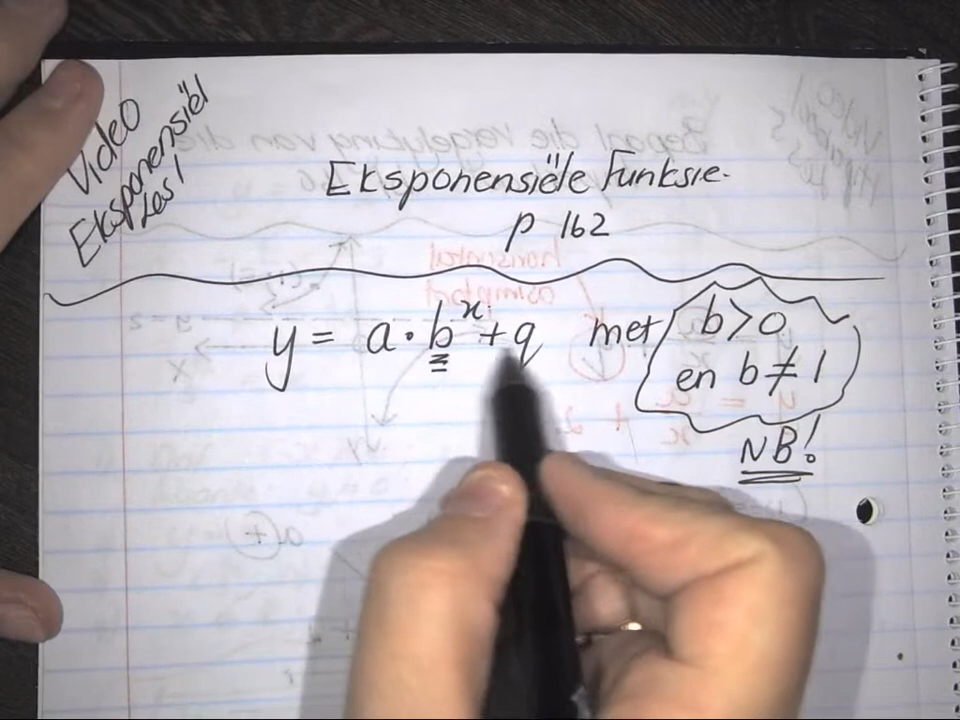 Video
Eksponensiël
Les 1
Eksponensiële Funksie.
p 162
y = a · b^x + q met b > 0
en b ≠ 1
NB!